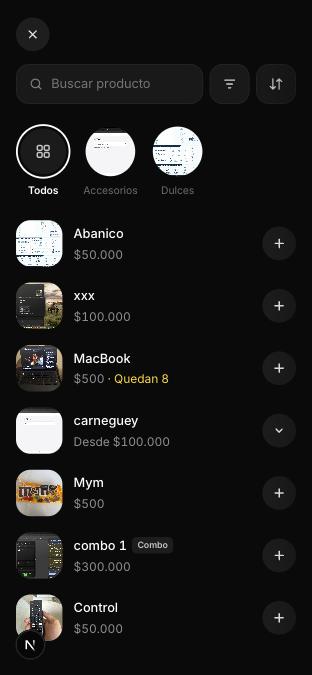 Buscar producto
Todos
Accesorios
Dulces
Abanico
$50.000
xxx
$100.000
MacBook
$500 · Quedan 8
carneguey
Desde $100.000
Mym
$500
combo 1 Combo
$300.000
Control
$50.000
N